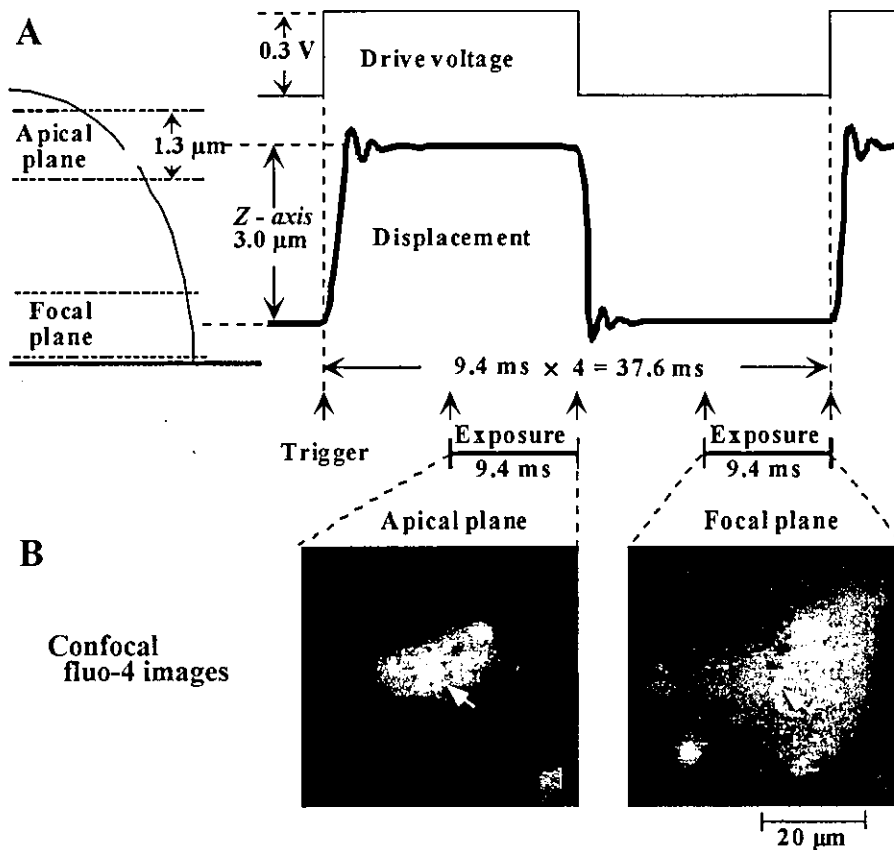 A
0.3 V
Drive voltage
Apical
plane
1.3 µm
Z - axis
3.0 µm
Displacement
Focal
plane
9.4 ms × 4 = 37.6 ms
Trigger
Exposure
9.4 ms
Exposure
9.4 ms
Apical plane
Focal plane
B
Confocal
fluo-4 images
20 µm